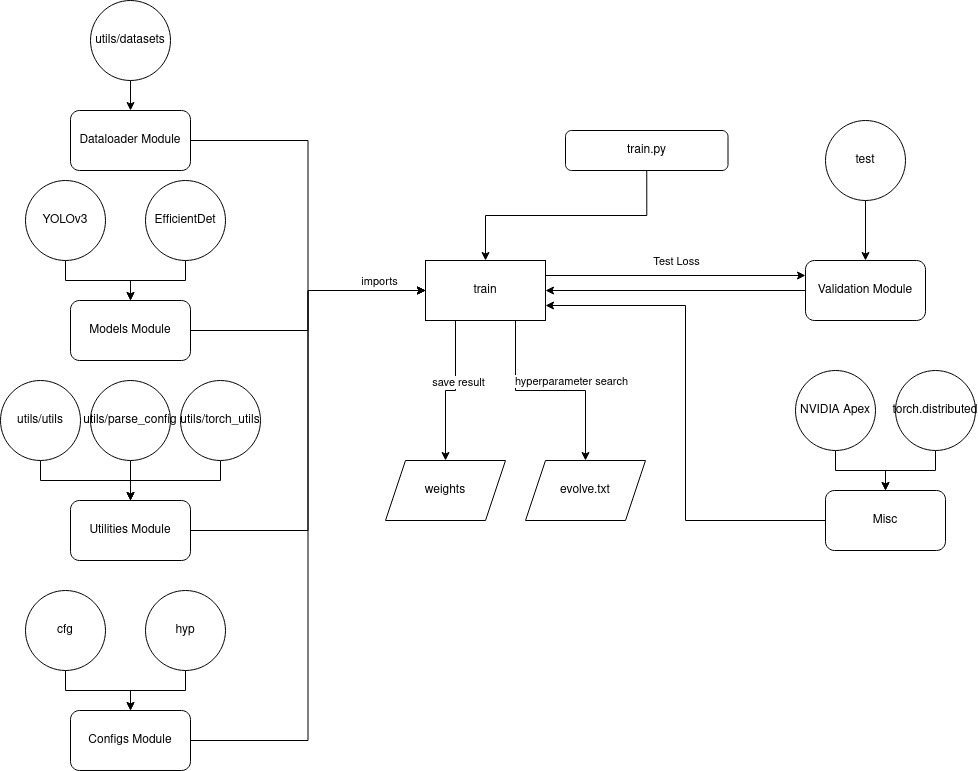 utils/datasets
Dataloader Module
train.py
test
YOLOv3
EfficientDet
Test Loss
imports
train
Validation Module
Models Module
save result
hyperparameter search
utils/utils
utils/parse_config
utils/torch_utils
NVIDIA Apex
torch.distributed
weights
evolve.txt
Utilities Module
Misc
cfg
hyp
Configs Module